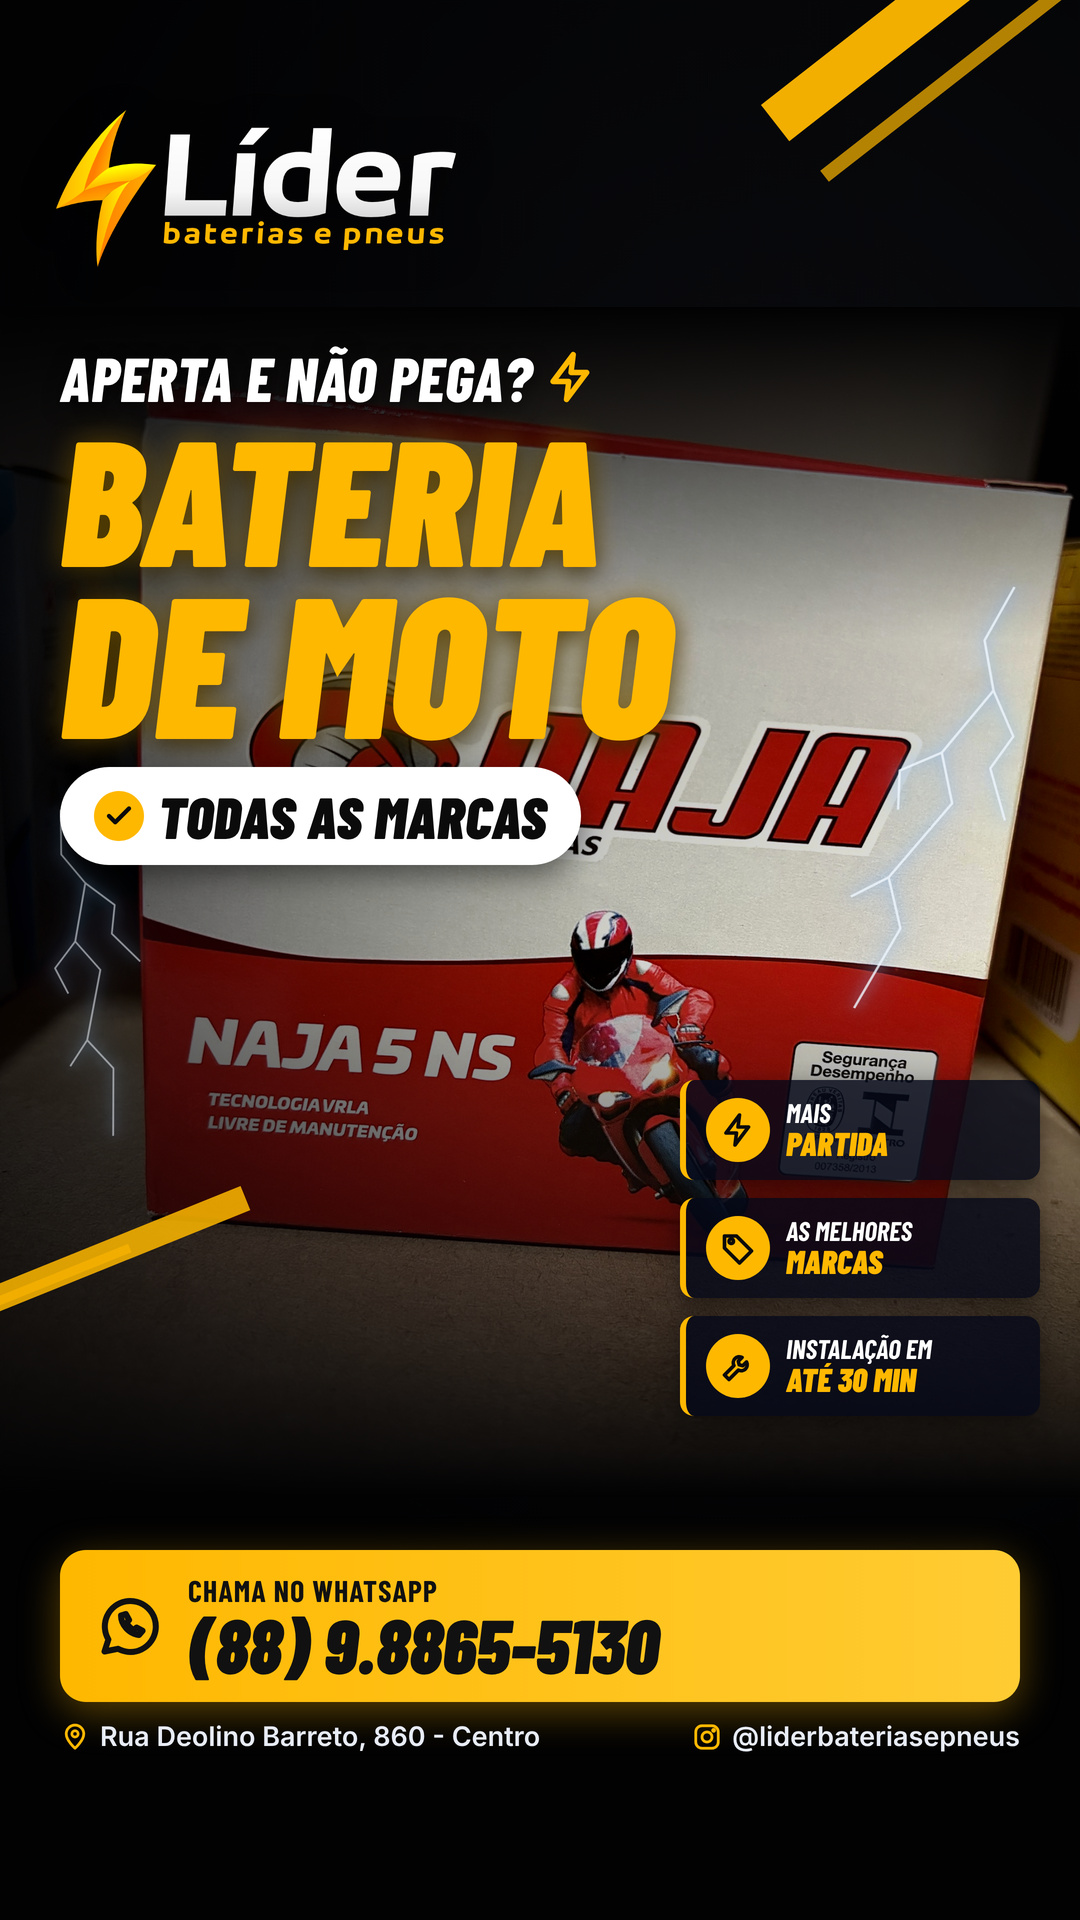 Líder
baterias e pneus
APERTA E NÃO PEGA?
BATERIA
DE MOTO
NAJA
TODAS AS MARCAS
NAJA 5 NS
TECNOLOGIA VRLA
LIVRE DE MANUTENÇÃO
Segurança
Desempenho
007358/2013
MAIS
PARTIDA
AS MELHORES
MARCAS
INSTALAÇÃO EM
ATÉ 30 MIN
CHAMA NO WHATSAPP
(88) 9.8865-5130
Rua Deolino Barreto, 860 - Centro
@liderbateriasepneus